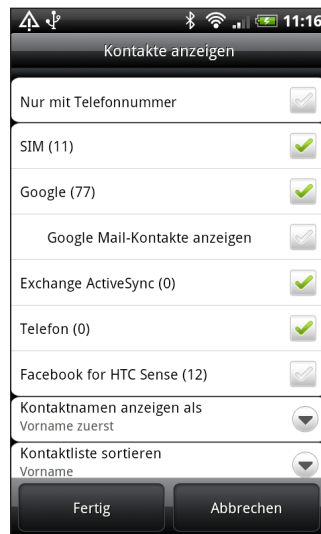 11:16
Kontakte anzeigen
Nur mit Telefonnummer
SIM (11)
Google (77)
Google Mail-Kontakte anzeigen
Exchange ActiveSync (0)
Telefon (0)
Facebook for HTC Sense (12)
Kontaktnamen anzeigen als
Vorname zuerst
Kontaktliste sortieren
Vorname
Fertig
Abbrechen